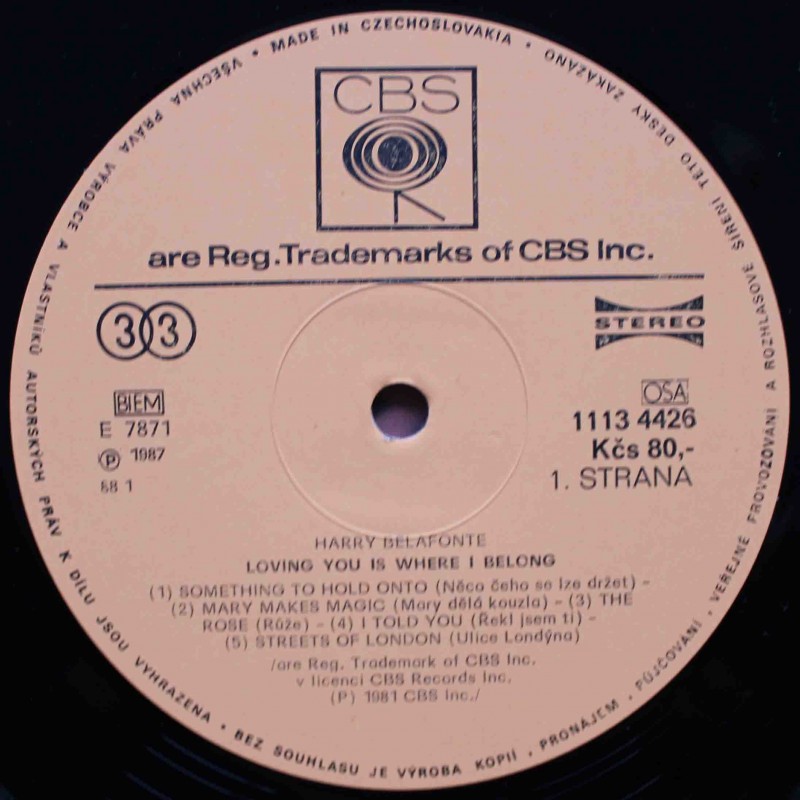 VŠECHNA PRÁVA VÝROBCE A VLASTNÍKŮ AUTORSKÝCH PRÁV K DÍLU JSOU VYHRAZENA • BEZ SOUHLASU JE VÝROBA KOPIÍ, PRONÁJEM, PŮJČOVÁNÍ, VEŘEJNÉ PROVOZOVÁNÍ A ROZHLASOVÉ ŠÍŘENÍ TÉTO DESKY ZAKÁZÁNO • MADE IN CZECHOSLOVAKIA •
CBS
are Reg.Trademarks of CBS Inc.
33
STEREO
BIEM
E 7871
Ⓟ 1987
88 1
OSA
1113 4426
Kčs 80,-
1. STRANA
HARRY BELAFONTE
LOVING YOU IS WHERE I BELONG
(1) SOMETHING TO HOLD ONTO (Něco čeho se lze držet) –
(2) MARY MAKES MAGIC (Mary dělá kouzla) – (3) THE
ROSE (Růže) – (4) I TOLD YOU (Řekl jsem ti) –
(5) STREETS OF LONDON (Ulice Londýna)
/are Reg. Trademark of CBS Inc.
v licenci CBS Records Inc.
(P) 1981 CBS Inc./